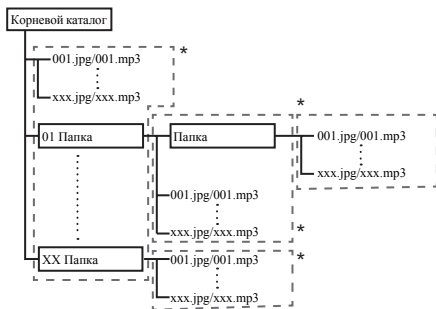 Корневой каталог
001.jpg/001.mp3
*
xxx.jpg/xxx.mp3
*
01 Папка
Папка
001.jpg/001.mp3
xxx.jpg/xxx.mp3
001.jpg/001.mp3
xxx.jpg/xxx.mp3
*
XX Папка
001.jpg/001.mp3
*
xxx.jpg/xxx.mp3